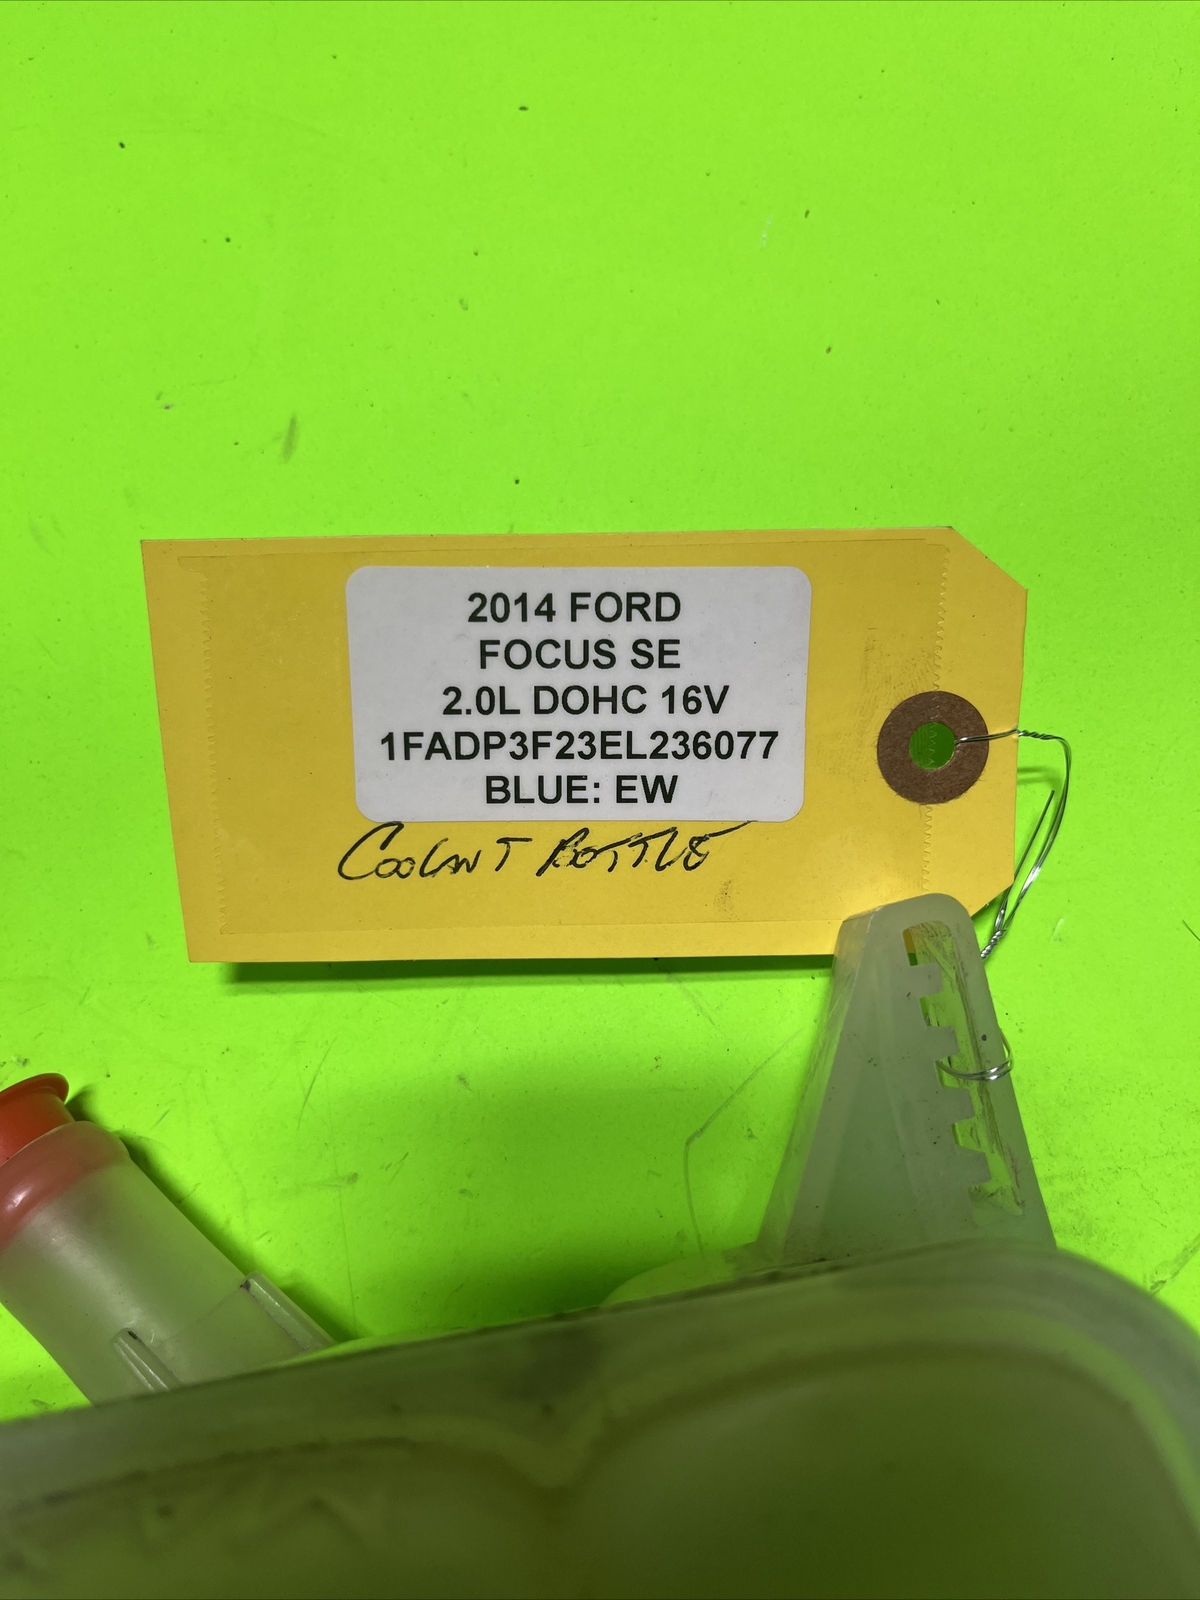 2014 FORD
FOCUS SE
2.0L DOHC 16V
1FADP3F23EL236077
BLUE: EW
COOLANT BOTTLE